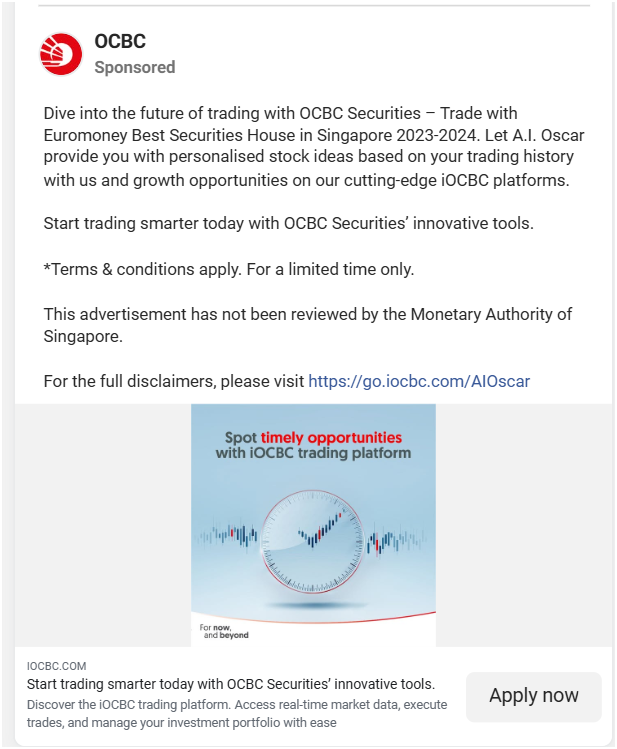 OCBC
Sponsored
Dive into the future of trading with OCBC Securities – Trade with
Euromoney Best Securities House in Singapore 2023-2024. Let A.I. Oscar
provide you with personalised stock ideas based on your trading history
with us and growth opportunities on our cutting-edge iOCBC platforms.
Start trading smarter today with OCBC Securities’ innovative tools.
*Terms & conditions apply. For a limited time only.
This advertisement has not been reviewed by the Monetary Authority of
Singapore.
For the full disclaimers, please visit https://go.iocbc.com/AIOscar
Spot timely opportunities
with iOCBC trading platform
For now,
and beyond
IOCBC.COM
Start trading smarter today with OCBC Securities’ innovative tools.
Discover the iOCBC trading platform. Access real-time market data, execute
trades, and manage your investment portfolio with ease
Apply now